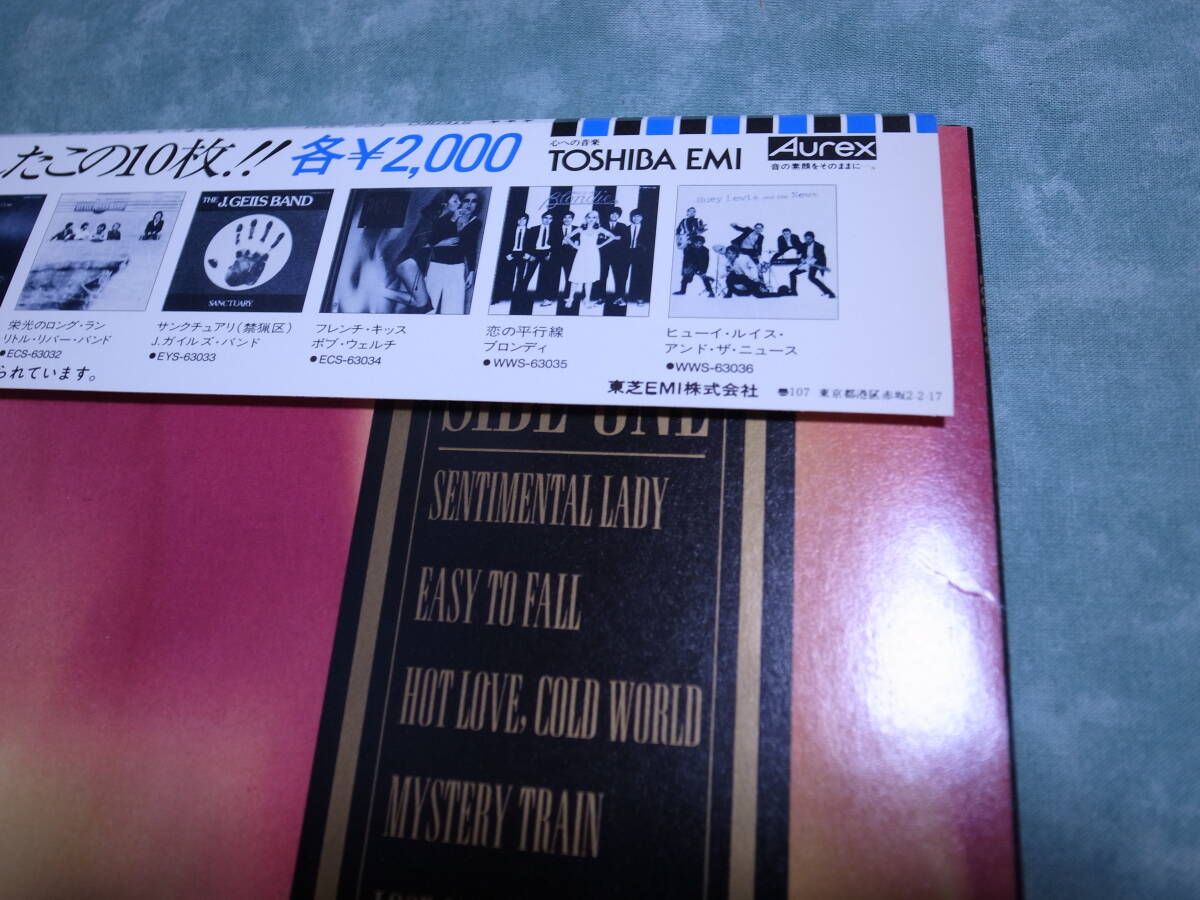 たこの10枚!! 各¥2,000
心への音楽
TOSHIBA EMI
Aurex
音の素顔をそのままに…。
THE J. GEILS BAND
SANCTUARY
Blondie
Huey Lewis and the News
栄光のロング・ラン
リトル・リバー・バンド
●ECS-63032
サンクチュアリ(禁猟区)
J.ガイルズ・バンド
●EYS-63033
フレンチ・キッス
ボブ・ウェルチ
●ECS-63034
恋の平行線
ブロンディ
●WWS-63035
ヒューイ・ルイス・
アンド・ザ・ニュース
●WWS-63036
られています。
東芝EMI株式会社 〠107 東京都港区赤坂2-2-17
SIDE ONE
SENTIMENTAL LADY
EASY TO FALL
HOT LOVE, COLD WORLD
MYSTERY TRAIN